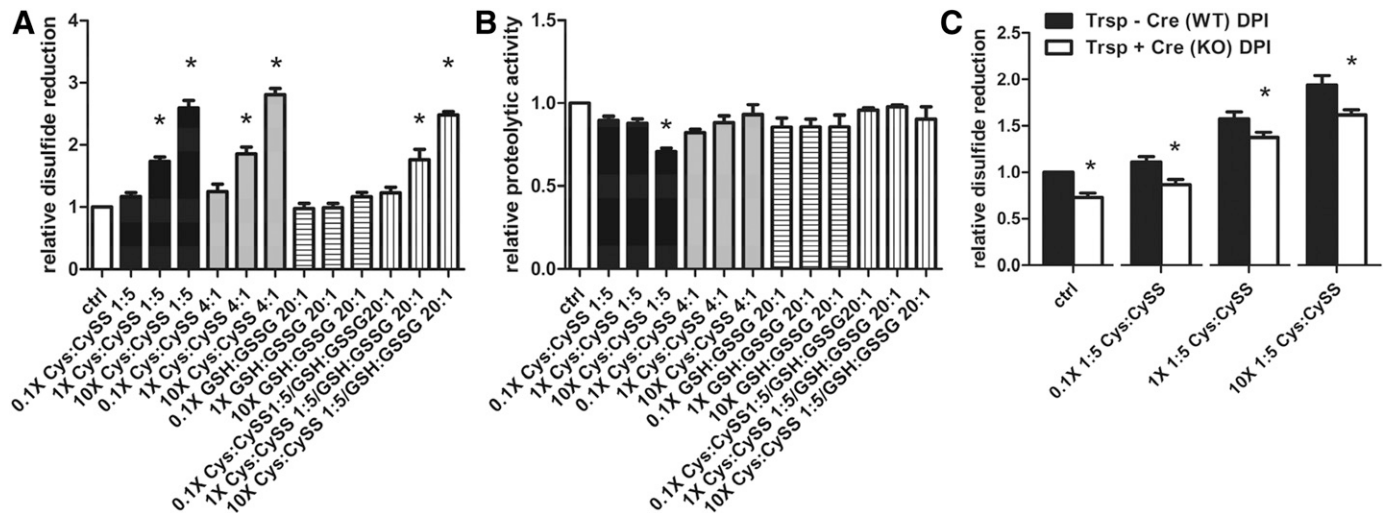 A
relative disulfide reduction
4
3
2
1
0
* * * * * *
ctrl
0.1X Cys:CySS 1:5
1X Cys:CySS 1:5
10X Cys:CySS 1:5
0.1X Cys:CySS 4:1
1X Cys:CySS 4:1
10X Cys:CySS 4:1
0.1X GSH:GSSG 20:1
1X GSH:GSSG 20:1
10X GSH:GSSG 20:1
0.1X Cys:CySS1:5/GSH:GSSG20:1
1X Cys:CySS 1:5/GSH:GSSG 20:1
10X Cys:CySS 1:5/GSH:GSSG 20:1
B
relative proteolytic activity
1.5
1.0
0.5
0.0
*
ctrl
0.1X Cys:CySS 1:5
1X Cys:CySS 1:5
10X Cys:CySS 1:5
0.1X Cys:CySS 4:1
1X Cys:CySS 4:1
10X Cys:CySS 4:1
0.1X GSH:GSSG 20:1
1X GSH:GSSG 20:1
10X GSH:GSSG 20:1
0.1X Cys:CySS1:5/GSH:GSSG20:1
1X Cys:CySS 1:5/GSH:GSSG 20:1
10X Cys:CySS 1:5/GSH:GSSG 20:1
C
Trsp - Cre (WT) DPI
Trsp + Cre (KO) DPI
relative disulfide reduction
2.5
2.0
1.5
1.0
0.5
0.0
* * * *
ctrl
0.1X 1:5 Cys:CySS
1X 1:5 Cys:CySS
10X 1:5 Cys:CySS